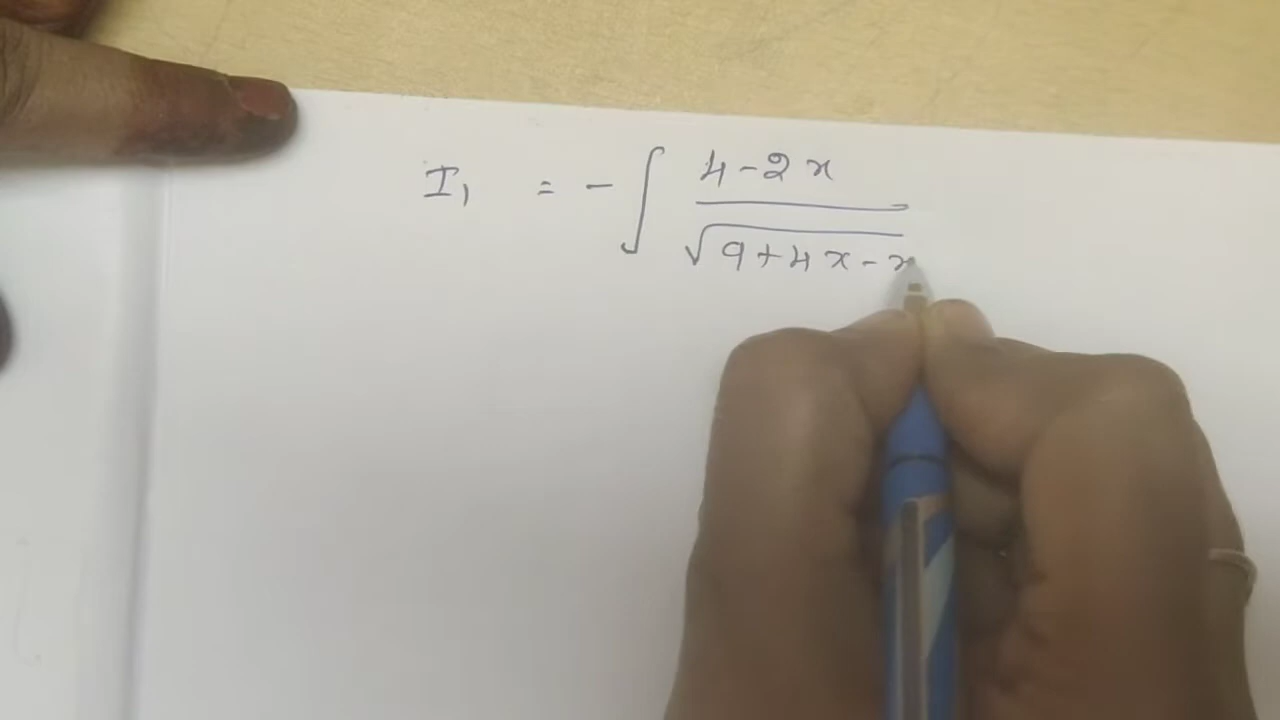 I₁ = - ∫ (4-2x)/√(9+4x-x)